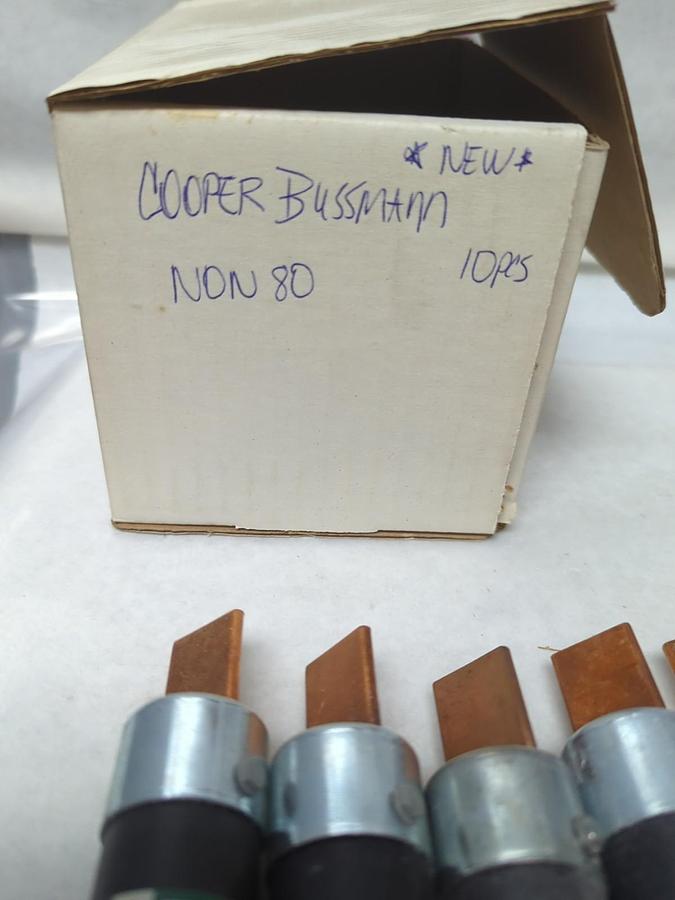 * NEW *
COOPER BUSSMANN
NON 80
10pcs